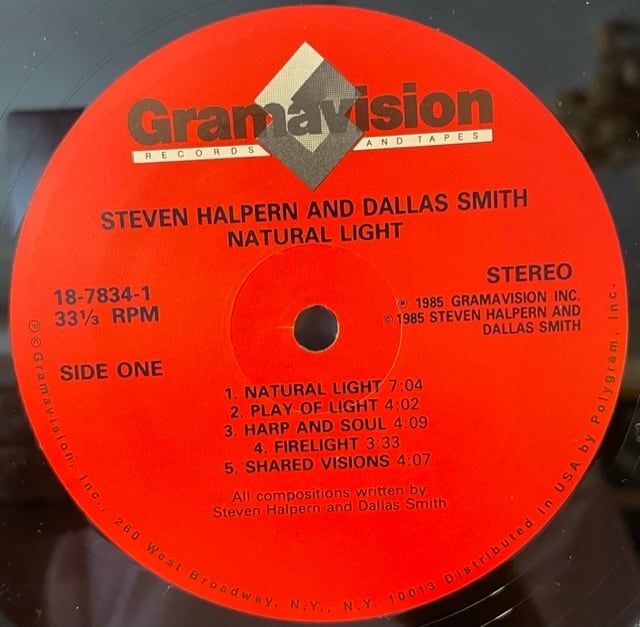 Gramavision
RECORDS AND TAPES
STEVEN HALPERN AND DALLAS SMITH
NATURAL LIGHT
18-7834-1
33⅓ RPM
STEREO
℗ 1985 GRAMAVISION INC.
© 1985 STEVEN HALPERN AND
DALLAS SMITH
SIDE ONE
1. NATURAL LIGHT 7:04
2. PLAY OF LIGHT 4:02
3. HARP AND SOUL 4:09
4. FIRELIGHT 3:33
5. SHARED VISIONS 4:07
All compositions written by
Steven Halpern and Dallas Smith
℗ © Gramavision, Inc., 260 West Broadway, N.Y., N.Y. 10013 Distributed in USA by Polygram, Inc.